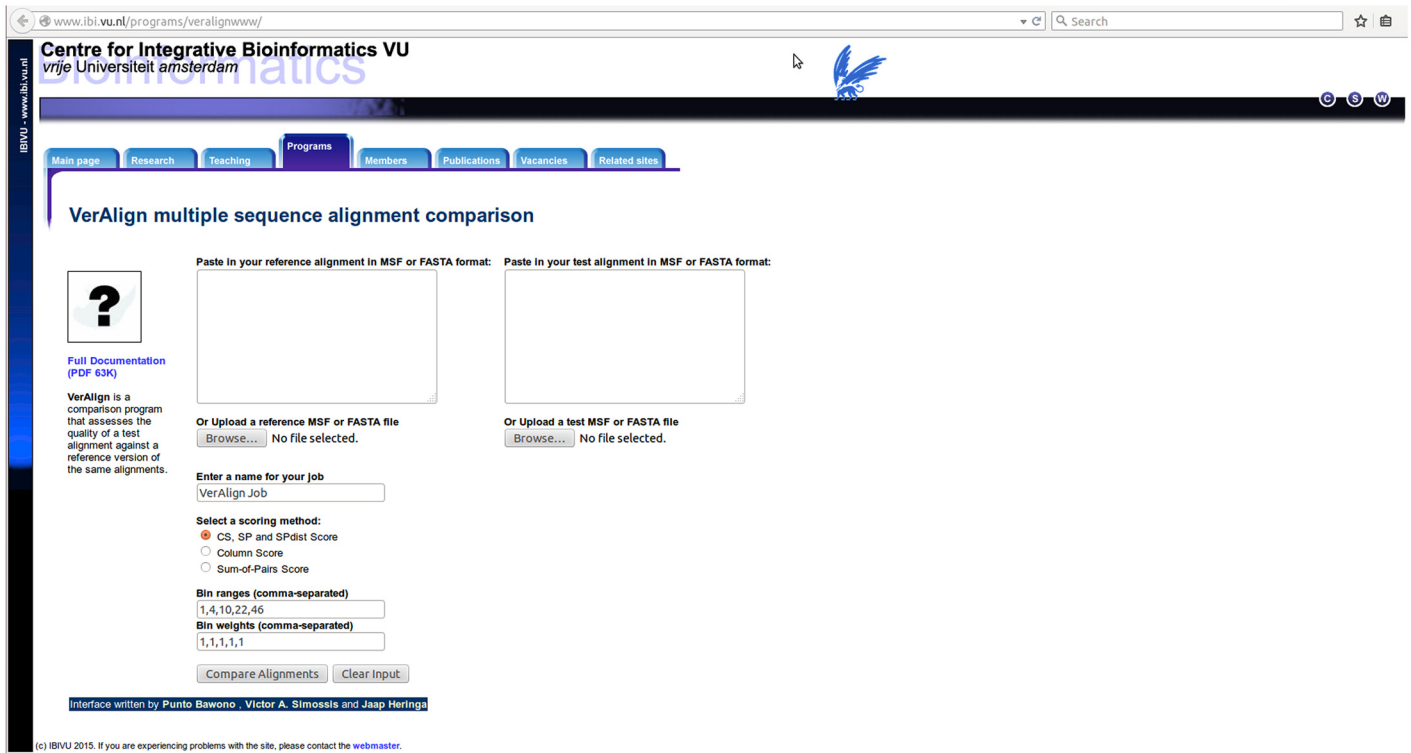 www.ibi.vu.nl/programs/veralignwww/
Search
IBIVU - www.ibi.vu.nl
Bioinformatics
Centre for Integrative Bioinformatics VU
vrije Universiteit amsterdam
C S W
Main page Research Teaching Programs Members Publications Vacancies Related sites
VerAlign multiple sequence alignment comparison
?
Full Documentation
(PDF 63K)
VerAlign is a
comparison program
that assesses the
quality of a test
alignment against a
reference version of
the same alignments.
Paste in your reference alignment in MSF or FASTA format:
Paste in your test alignment in MSF or FASTA format:
Or Upload a reference MSF or FASTA file
Browse... No file selected.
Or Upload a test MSF or FASTA file
Browse... No file selected.
Enter a name for your job
VerAlign Job
Select a scoring method:
CS, SP and SPdist Score
Column Score
Sum-of-Pairs Score
Bin ranges (comma-separated)
1,4,10,22,46
Bin weights (comma-separated)
1,1,1,1,1
Compare Alignments Clear Input
Interface written by Punto Bawono , Victor A. Simossis and Jaap Heringa
(c) IBIVU 2015. If you are experiencing problems with the site, please contact the webmaster.